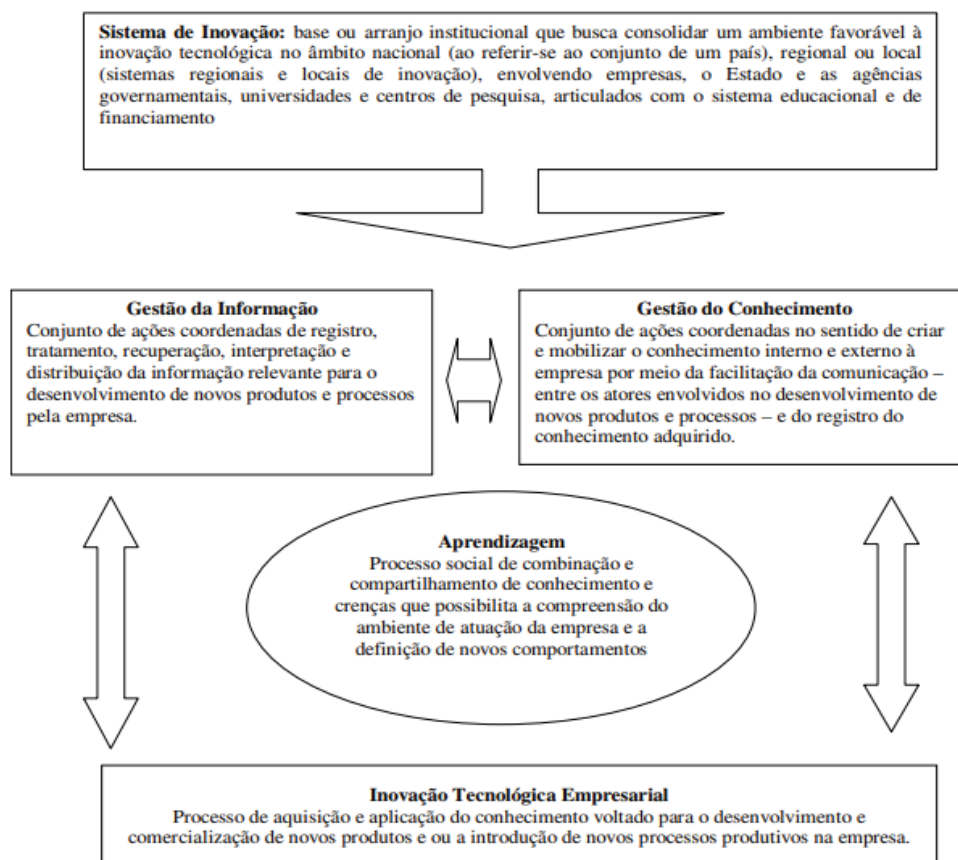 Sistema de Inovação: base ou arranjo institucional que busca consolidar um ambiente favorável à
inovação tecnológica no âmbito nacional (ao referir-se ao conjunto de um país), regional ou local
(sistemas regionais e locais de inovação), envolvendo empresas, o Estado e as agências
governamentais, universidades e centros de pesquisa, articulados com o sistema educacional e de
financiamento
Gestão da Informação
Conjunto de ações coordenadas de registro,
tratamento, recuperação, interpretação e
distribuição da informação relevante para o
desenvolvimento de novos produtos e processos
pela empresa.
Gestão do Conhecimento
Conjunto de ações coordenadas no sentido de criar
e mobilizar o conhecimento interno e externo à
empresa por meio da facilitação da comunicação –
entre os atores envolvidos no desenvolvimento de
novos produtos e processos – e do registro do
conhecimento adquirido.
Aprendizagem
Processo social de combinação e
compartilhamento de conhecimento e
crenças que possibilita a compreensão do
ambiente de atuação da empresa e a
definição de novos comportamentos
Inovação Tecnológica Empresarial
Processo de aquisição e aplicação do conhecimento voltado para o desenvolvimento e
comercialização de novos produtos e ou a introdução de novos processos produtivos na empresa.